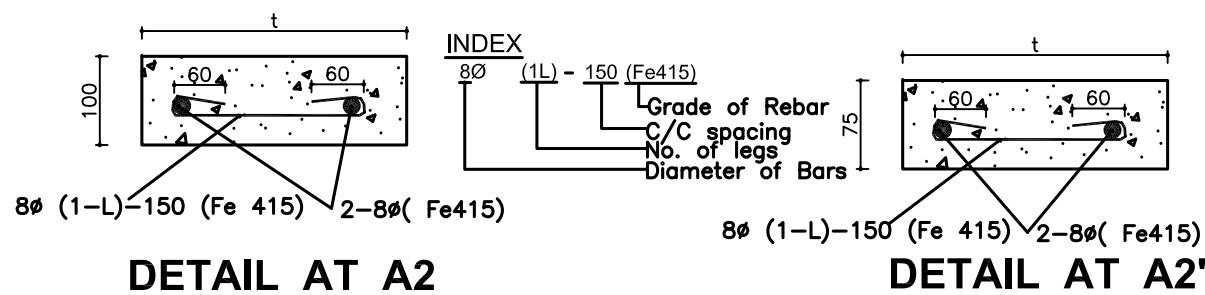 t
60 60
100
8ø (1-L)-150 (Fe 415) 2-8ø( Fe415)
DETAIL AT A2
INDEX
8Ø (1L) - 150 (Fe415)
Grade of Rebar
C/C spacing
No. of legs
Diameter of Bars
t
60 60
75
8ø (1-L)-150 (Fe 415) 2-8ø( Fe415)
DETAIL AT A2'